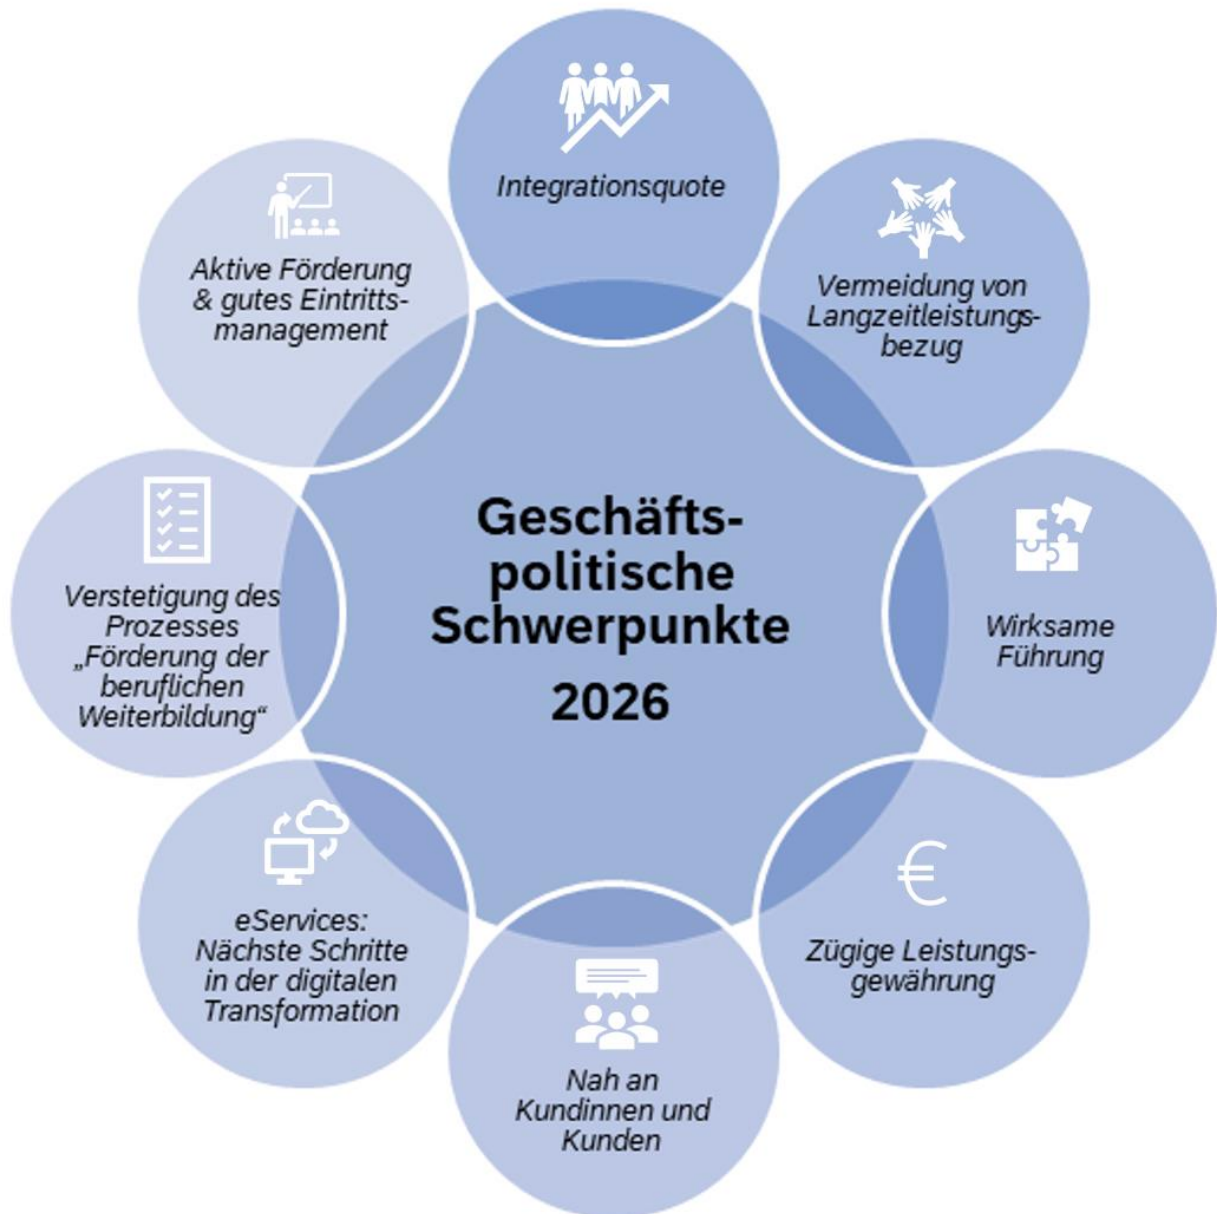 Integrationsquote
Vermeidung von
Langzeitleistungs-
bezug
Wirksame
Führung
Zügige Leistungs-
gewährung
Nah an
Kundinnen und
Kunden
eServices:
Nächste Schritte
in der digitalen
Transformation
Verstetigung des
Prozesses
„Förderung der
beruflichen
Weiterbildung“
Aktive Förderung
& gutes Eintritts-
management
Geschäfts-
politische
Schwerpunkte
2026
€